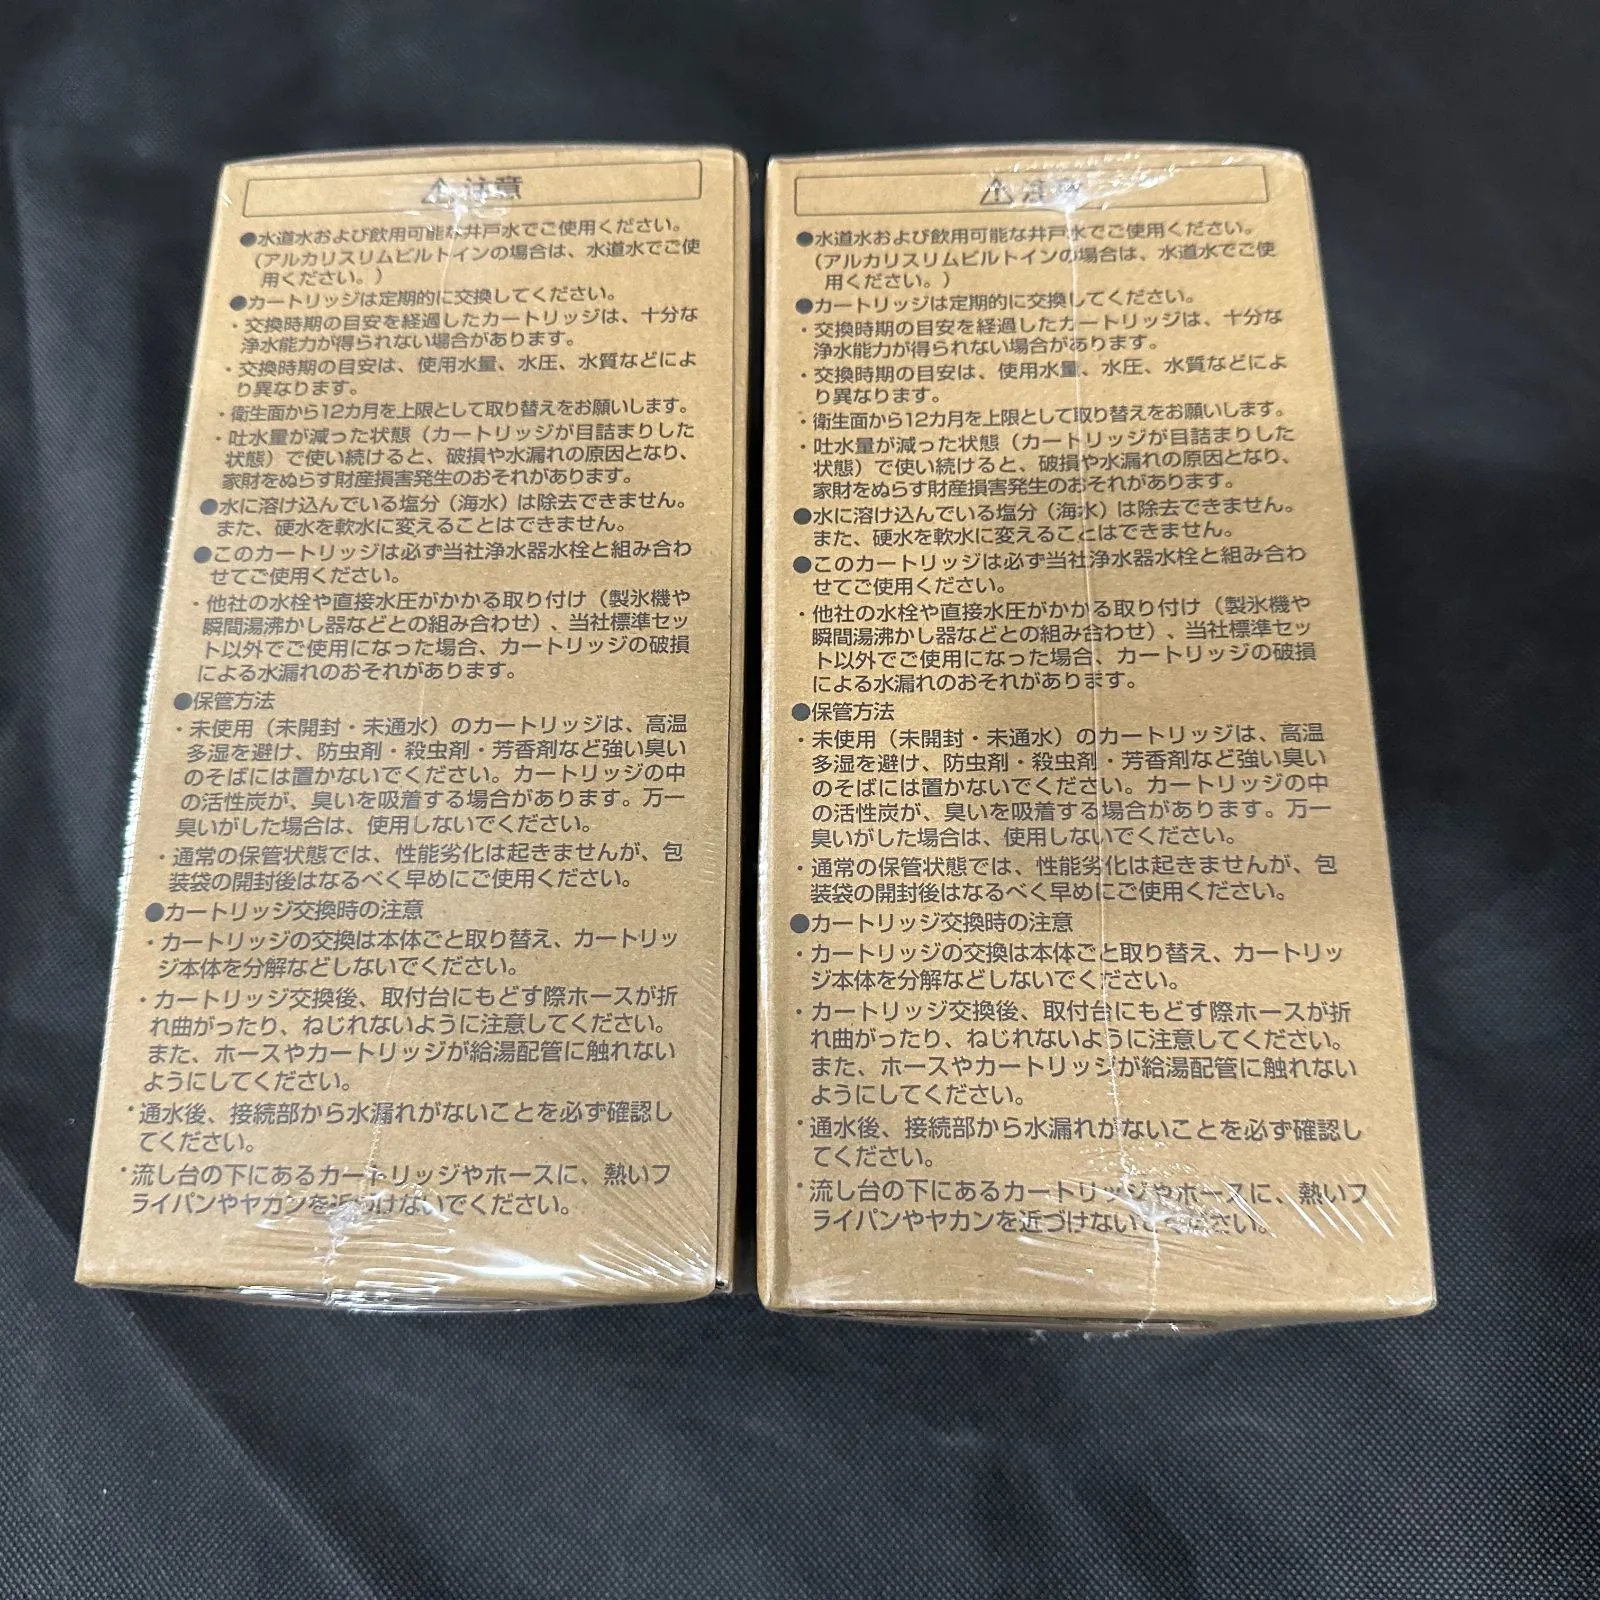 ⚠注意
●水道水および飲用可能な井戸水でご使用ください。
(アルカリスリムビルトインの場合は、水道水でご使
用ください。)
●カートリッジは定期的に交換してください。
・交換時期の目安を経過したカートリッジは、十分な
浄水能力が得られない場合があります。
・交換時期の目安は、使用水量、水圧、水質などによ
り異なります。
・衛生面から12カ月を上限として取り替えをお願いします。
・吐水量が減った状態(カートリッジが目詰まりした
状態)で使い続けると、破損や水漏れの原因となり、
家財をぬらす財産損害発生のおそれがあります。
●水に溶け込んでいる塩分(海水)は除去できません。
また、硬水を軟水に変えることはできません。
●このカートリッジは必ず当社浄水器水栓と組み合わ
せてご使用ください。
・他社の水栓や直接水圧がかかる取り付け(製氷機や
瞬間湯沸かし器などとの組み合わせ)、当社標準セッ
ト以外でご使用になった場合、カートリッジの破損
による水漏れのおそれがあります。
●保管方法
・未使用(未開封・未通水)のカートリッジは、高温
多湿を避け、防虫剤・殺虫剤・芳香剤など強い臭い
のそばには置かないでください。カートリッジの中
の活性炭が、臭いを吸着する場合があります。万一
臭いがした場合は、使用しないでください。
・通常の保管状態では、性能劣化は起きませんが、包
装袋の開封後はなるべく早めにご使用ください。
●カートリッジ交換時の注意
・カートリッジの交換は本体ごと取り替え、カートリッ
ジ本体を分解などしないでください。
・カートリッジ交換後、取付台にもどす際ホースが折
れ曲がったり、ねじれないように注意してください。
また、ホースやカートリッジが給湯配管に触れない
ようにしてください。
・通水後、接続部から水漏れがないことを必ず確認し
てください。
・流し台の下にあるカートリッジやホースに、熱いフ
ライパンやヤカンを近づけないでください。
⚠注意
●水道水および飲用可能な井戸水でご使用ください。
(アルカリスリムビルトインの場合は、水道水でご使
用ください。)
●カートリッジは定期的に交換してください。
・交換時期の目安を経過したカートリッジは、十分な
浄水能力が得られない場合があります。
・交換時期の目安は、使用水量、水圧、水質などによ
り異なります。
・衛生面から12カ月を上限として取り替えをお願いします。
・吐水量が減った状態(カートリッジが目詰まりした
状態)で使い続けると、破損や水漏れの原因となり、
家財をぬらす財産損害発生のおそれがあります。
●水に溶け込んでいる塩分(海水)は除去できません。
また、硬水を軟水に変えることはできません。
●このカートリッジは必ず当社浄水器水栓と組み合わ
せてご使用ください。
・他社の水栓や直接水圧がかかる取り付け(製氷機や
瞬間湯沸かし器などとの組み合わせ)、当社標準セッ
ト以外でご使用になった場合、カートリッジの破損
による水漏れのおそれがあります。
●保管方法
・未使用(未開封・未通水)のカートリッジは、高温
多湿を避け、防虫剤・殺虫剤・芳香剤など強い臭い
のそばには置かないでください。カートリッジの中
の活性炭が、臭いを吸着する場合があります。万一
臭いがした場合は、使用しないでください。
・通常の保管状態では、性能劣化は起きませんが、包
装袋の開封後はなるべく早めにご使用ください。
●カートリッジ交換時の注意
・カートリッジの交換は本体ごと取り替え、カートリッ
ジ本体を分解などしないでください。
・カートリッジ交換後、取付台にもどす際ホースが折
れ曲がったり、ねじれないように注意してください。
また、ホースやカートリッジが給湯配管に触れない
ようにしてください。
・通水後、接続部から水漏れがないことを必ず確認し
てください。
・流し台の下にあるカートリッジやホースに、熱いフ
ライパンやヤカンを近づけないでください。